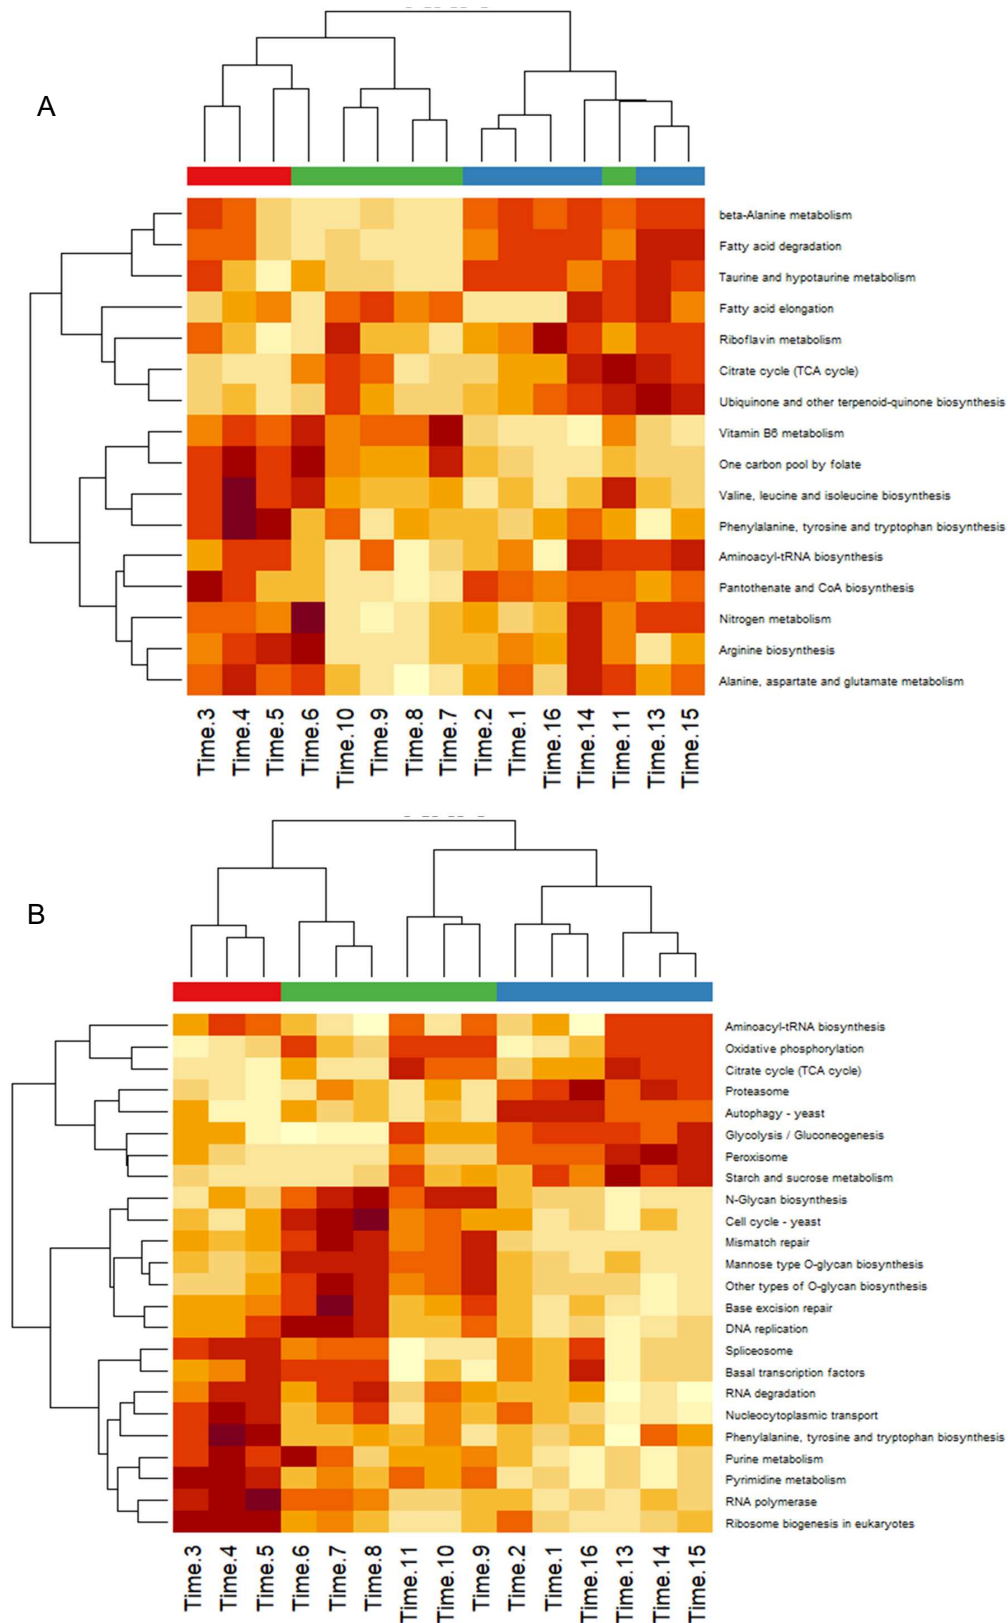 A
beta-Alanine metabolism
Fatty acid degradation
Taurine and hypotaurine metabolism
Fatty acid elongation
Riboflavin metabolism
Citrate cycle (TCA cycle)
Ubiquinone and other terpenoid-quinone biosynthesis
Vitamin B6 metabolism
One carbon pool by folate
Valine, leucine and isoleucine biosynthesis
Phenylalanine, tyrosine and tryptophan biosynthesis
Aminoacyl-tRNA biosynthesis
Pantothenate and CoA biosynthesis
Nitrogen metabolism
Arginine biosynthesis
Alanine, aspartate and glutamate metabolism
Time.3 Time.4 Time.5 Time.6 Time.10 Time.9 Time.8 Time.7 Time.2 Time.1 Time.16 Time.14 Time.11 Time.13 Time.15
B
Aminoacyl-tRNA biosynthesis
Oxidative phosphorylation
Citrate cycle (TCA cycle)
Proteasome
Autophagy - yeast
Glycolysis / Gluconeogenesis
Peroxisome
Starch and sucrose metabolism
N-Glycan biosynthesis
Cell cycle - yeast
Mismatch repair
Mannose type O-glycan biosynthesis
Other types of O-glycan biosynthesis
Base excision repair
DNA replication
Spliceosome
Basal transcription factors
RNA degradation
Nucleocytoplasmic transport
Phenylalanine, tyrosine and tryptophan biosynthesis
Purine metabolism
Pyrimidine metabolism
RNA polymerase
Ribosome biogenesis in eukaryotes
Time.3 Time.4 Time.5 Time.6 Time.7 Time.8 Time.11 Time.10 Time.9 Time.2 Time.1 Time.16 Time.13 Time.14 Time.15